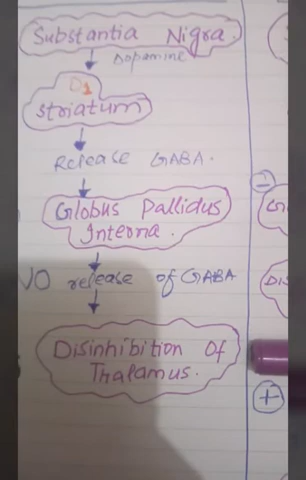 Substantia Nigra.
Dopamine
D1
Striatum
Release GABA.
Globus Pallidus
Interna.
NO release of GABA
Disinhibition Of
Thalamus.